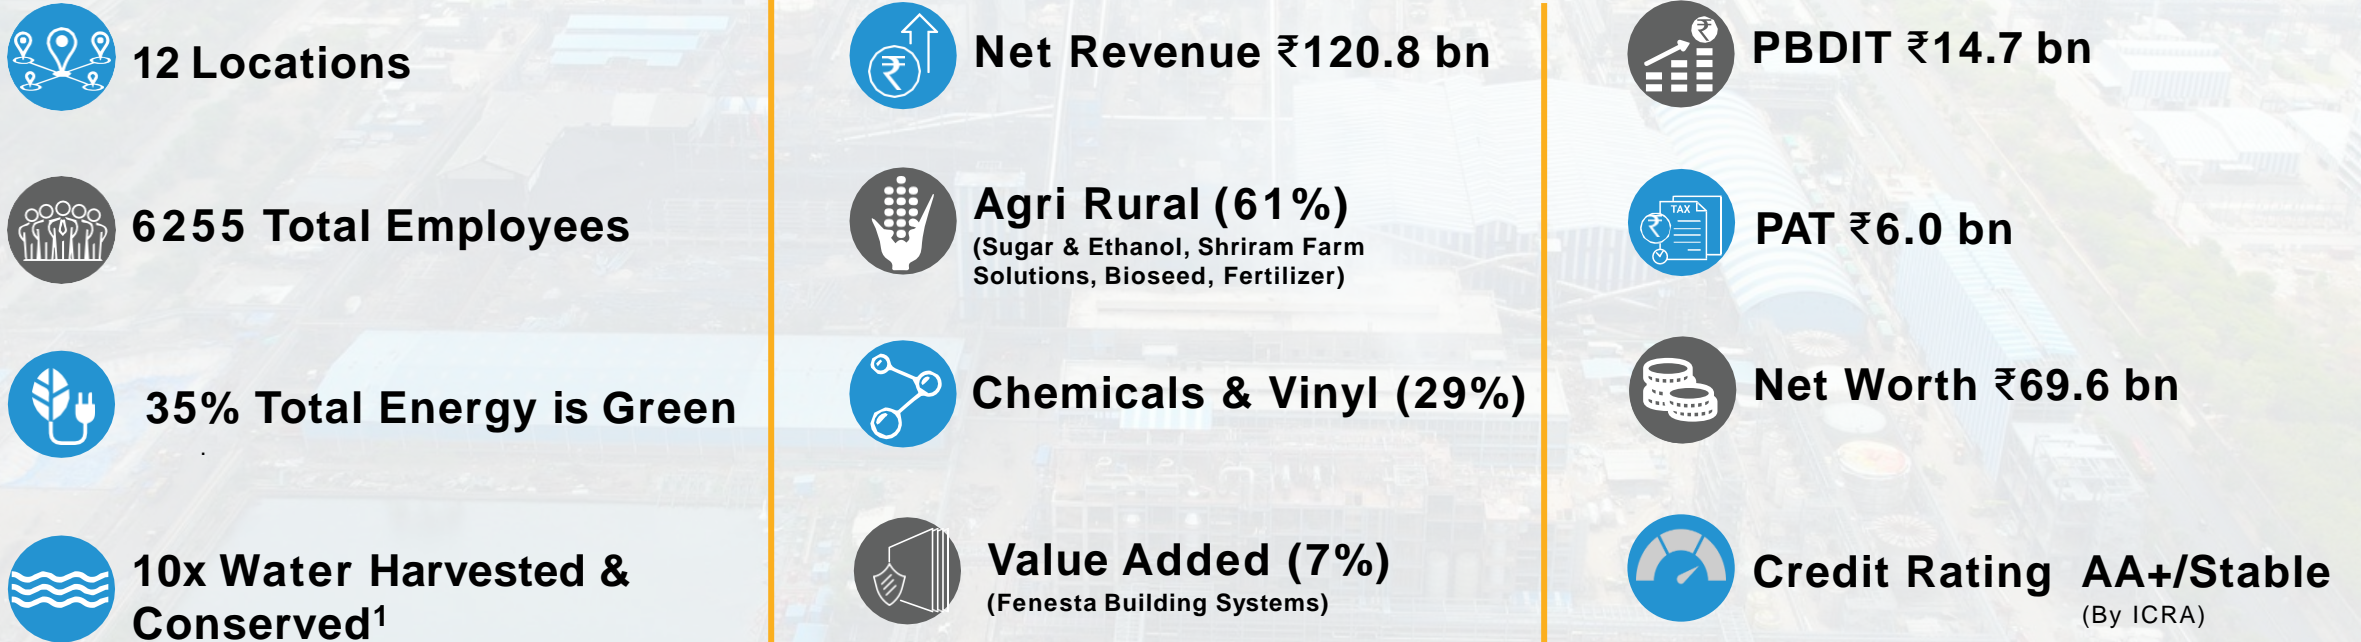 12 Locations
6255 Total Employees
35% Total Energy is Green
.
10x Water Harvested &
Conserved¹
Net Revenue ₹120.8 bn
Agri Rural (61%)
(Sugar & Ethanol, Shriram Farm
Solutions, Bioseed, Fertilizer)
Chemicals & Vinyl (29%)
Value Added (7%)
(Fenesta Building Systems)
PBDIT ₹14.7 bn
TAX
PAT ₹6.0 bn
Net Worth ₹69.6 bn
Credit Rating AA+/Stable
(By ICRA)